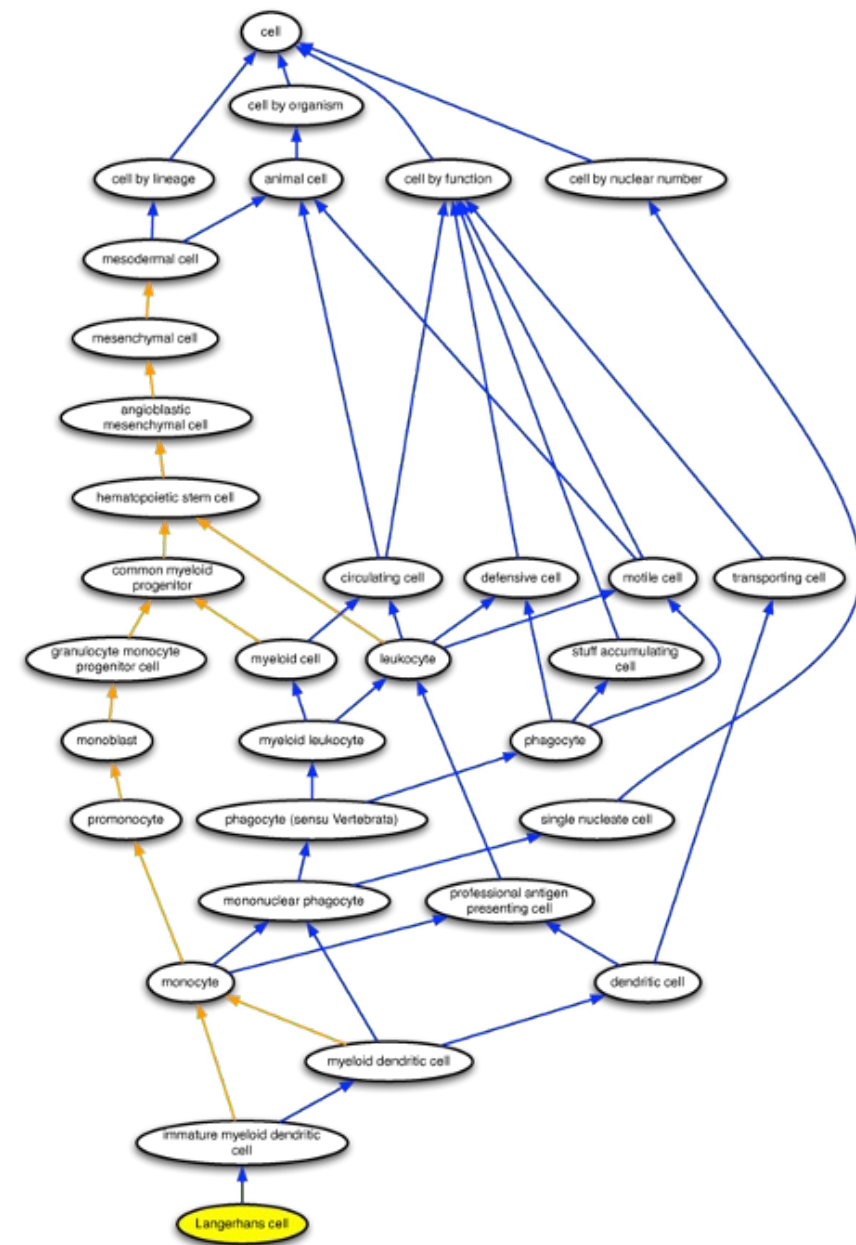 cell
cell by organism
cell by lineage
animal cell
cell by function
cell by nuclear number
mesodermal cell
mesenchymal cell
angioblastic
mesenchymal cell
hematopoietic stem cell
common myeloid
progenitor
circulating cell
defensive cell
motile cell
transporting cell
granulocyte monocyte
progenitor cell
myeloid cell
leukocyte
stuff accumulating
cell
monoblast
myeloid leukocyte
phagocyte
promonocyte
phagocyte (sensu Vertebrata)
single nucleate cell
mononuclear phagocyte
professional antigen
presenting cell
monocyte
dendritic cell
myeloid dendritic cell
immature myeloid dendritic
cell
Langerhans cell